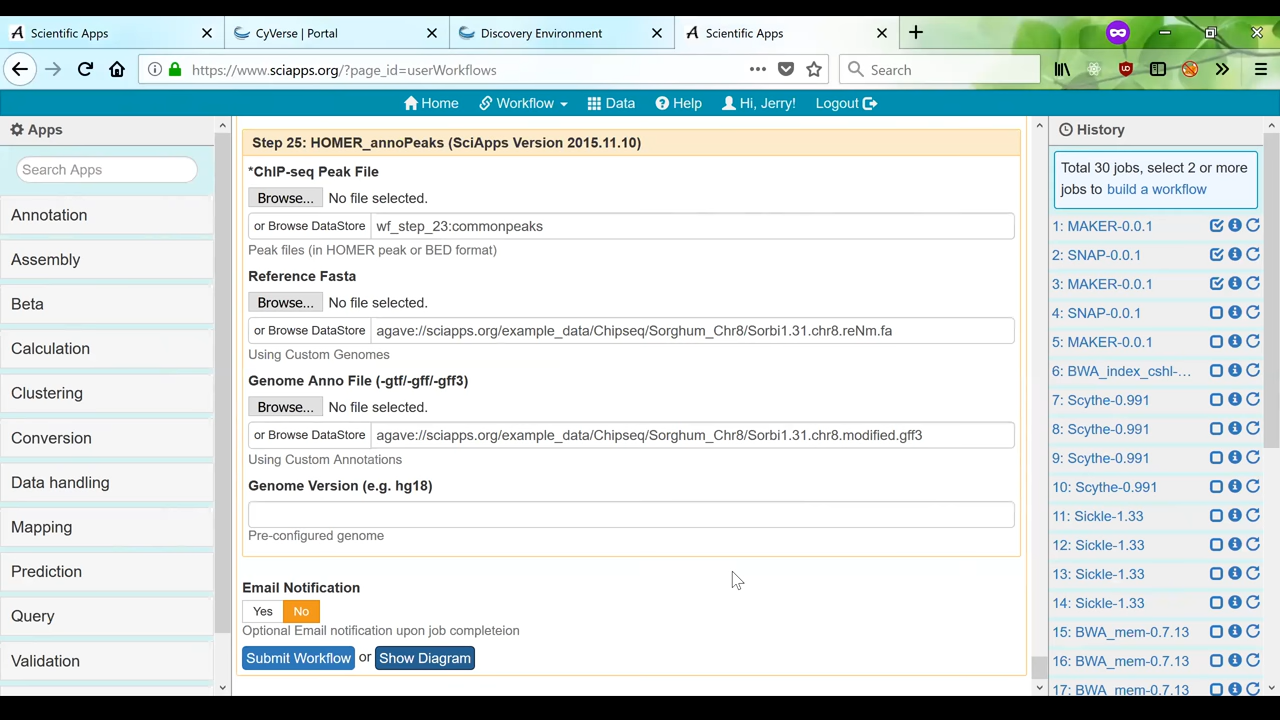 Scientific Apps
CyVerse | Portal
Discovery Environment
Scientific Apps
https://www.sciapps.org/?page_id=userWorkflows
Search
Home
Workflow
Data
Help
Hi, Jerry!
Logout
Apps
Search Apps
Annotation
Assembly
Beta
Calculation
Clustering
Conversion
Data handling
Mapping
Prediction
Query
Validation
Step 25: HOMER_annoPeaks (SciApps Version 2015.11.10)
*ChIP-seq Peak File
Browse... No file selected.
or Browse DataStore wf_step_23:commonpeaks
Peak files (in HOMER peak or BED format)
Reference Fasta
Browse... No file selected.
or Browse DataStore agave://sciapps.org/example_data/Chipseq/Sorghum_Chr8/Sorbi1.31.chr8.reNm.fa
Using Custom Genomes
Genome Anno File (-gtf/-gff/-gff3)
Browse... No file selected.
or Browse DataStore agave://sciapps.org/example_data/Chipseq/Sorghum_Chr8/Sorbi1.31.chr8.modified.gff3
Using Custom Annotations
Genome Version (e.g. hg18)
Pre-configured genome
Email Notification
Yes No
Optional Email notification upon job completeion
Submit Workflow or Show Diagram
History
Total 30 jobs, select 2 or more
jobs to build a workflow
1: MAKER-0.0.1
2: SNAP-0.0.1
3: MAKER-0.0.1
4: SNAP-0.0.1
5: MAKER-0.0.1
6: BWA_index_cshl-...
7: Scythe-0.991
8: Scythe-0.991
9: Scythe-0.991
10: Scythe-0.991
11: Sickle-1.33
12: Sickle-1.33
13: Sickle-1.33
14: Sickle-1.33
15: BWA_mem-0.7.13
16: BWA_mem-0.7.13
17: BWA_mem-0.7.13